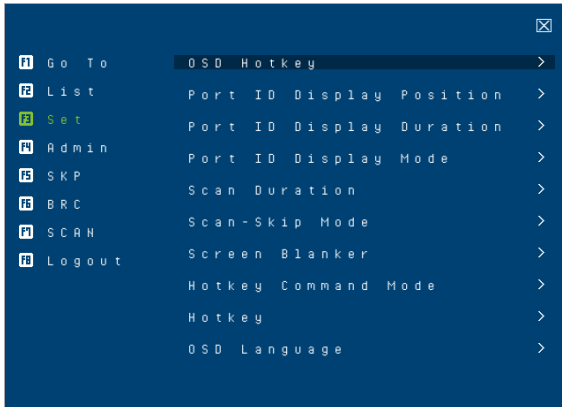 F1 Go To
F2 List
F3 Set
F4 Admin
F5 SKP
F6 BRC
F7 SCAN
F8 Logout
OSD Hotkey
Port ID Display Position
Port ID Display Duration
Port ID Display Mode
Scan Duration
Scan-Skip Mode
Screen Blanker
Hotkey Command Mode
Hotkey
OSD Language